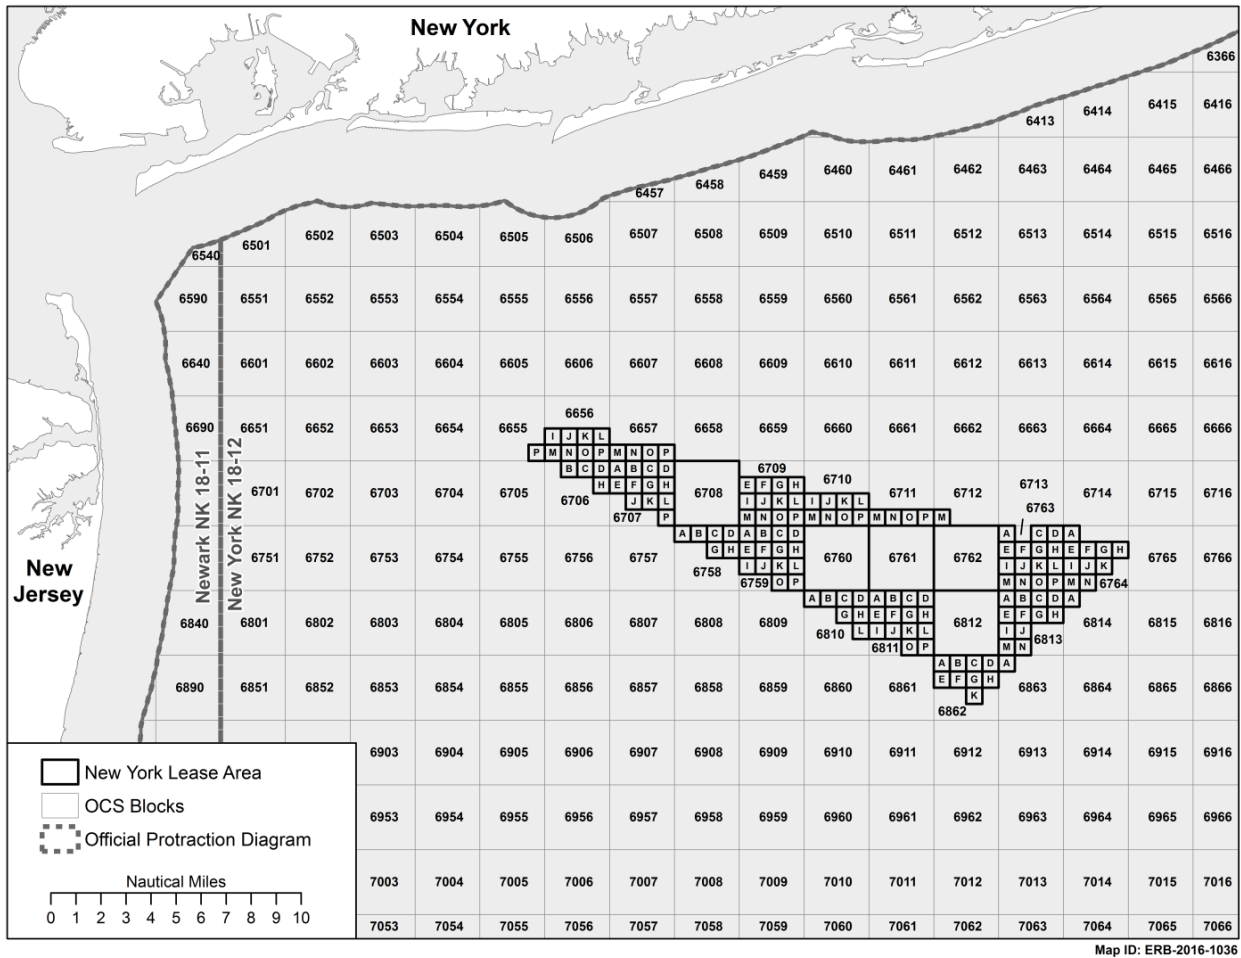 New York
6366
6413 6414 6415 6416
6457 6458 6459 6460 6461 6462 6463 6464 6465 6466
6540 6501 6502 6503 6504 6505 6506 6507 6508 6509 6510 6511 6512 6513 6514 6515 6516
6590 6551 6552 6553 6554 6555 6556 6557 6558 6559 6560 6561 6562 6563 6564 6565 6566
6640 6601 6602 6603 6604 6605 6606 6607 6608 6609 6610 6611 6612 6613 6614 6615 6616
6656
6690 6651 6652 6653 6654 6655 6657 6658 6659 6660 6661 6662 6663 6664 6665 6666
I J K L
P M N O P M N O P
Newark NK 18-11
New York NK 18-12
B C D A B C D
6709 6710 6713
H E F G H E F G H
6701 6702 6703 6704 6705 6706 6708 6711 6712 6714 6715 6716
J K L I J K L I J K L
6707 P M N O P M N O P M N O P M
6763
A B C D A B C D A C D A
G H E F G H E F G H E F G H
6751 6752 6753 6754 6755 6756 6757 6760 6761 6762 6765 6766
6758 I J K L I J K L I J K
6759 O P M N O P M N 6764
A B C D A B C D A B C D A
G H E F G H E F G H
6840 6801 6802 6803 6804 6805 6806 6807 6808 6809 6812 6814 6815 6816
6810 L I J K L I J 6813
6811 O P M N
A B C D A
E F G H
6890 6851 6852 6853 6854 6855 6856 6857 6858 6859 6860 6861 6863 6864 6865 6866
K
6862
New
Jersey
6903 6904 6905 6906 6907 6908 6909 6910 6911 6912 6913 6914 6915 6916
6953 6954 6955 6956 6957 6958 6959 6960 6961 6962 6963 6964 6965 6966
7003 7004 7005 7006 7007 7008 7009 7010 7011 7012 7013 7014 7015 7016
7053 7054 7055 7056 7057 7058 7059 7060 7061 7062 7063 7064 7065 7066
New York Lease Area
OCS Blocks
Official Protraction Diagram
Nautical Miles
0 1 2 3 4 5 6 7 8 9 10
Map ID: ERB-2016-1036